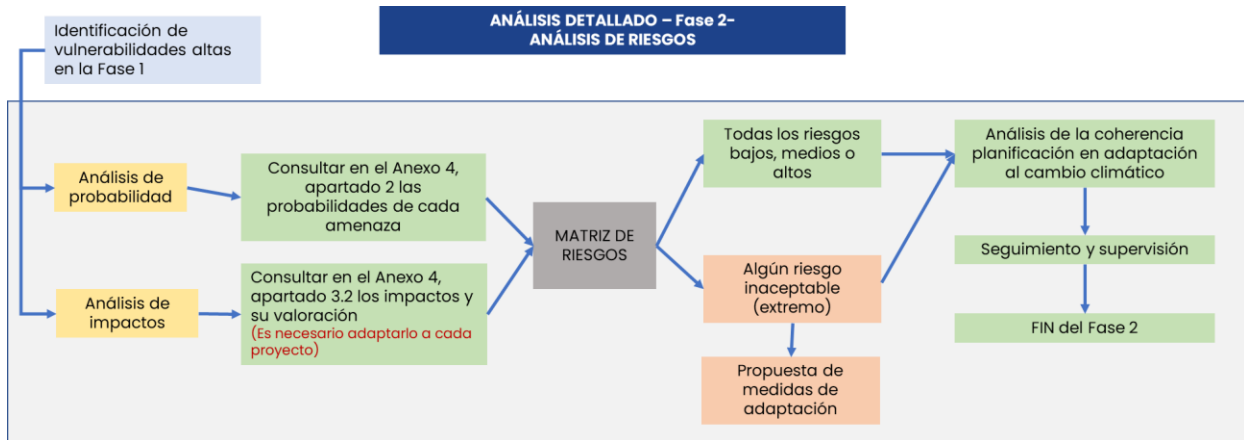 ANÁLISIS DETALLADO – Fase 2-
ANÁLISIS DE RIESGOS
Identificación de
vulnerabilidades altas
en la Fase 1
Análisis de
probabilidad
Consultar en el Anexo 4,
apartado 2 las
probabilidades de cada
amenaza
Análisis de
impactos
Consultar en el Anexo 4,
apartado 3.2 los impactos y
su valoración
(Es necesario adaptarlo a cada
proyecto)
MATRIZ DE
RIESGOS
Todas los riesgos
bajos, medios o
altos
Algún riesgo
inaceptable
(extremo)
Propuesta de
medidas de
adaptación
Análisis de la coherencia
planificación en adaptación
al cambio climático
Seguimiento y supervisión
FIN del Fase 2